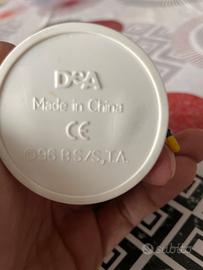 DeA
Made in China
CE
©96 B.S/S.T.A.
subito